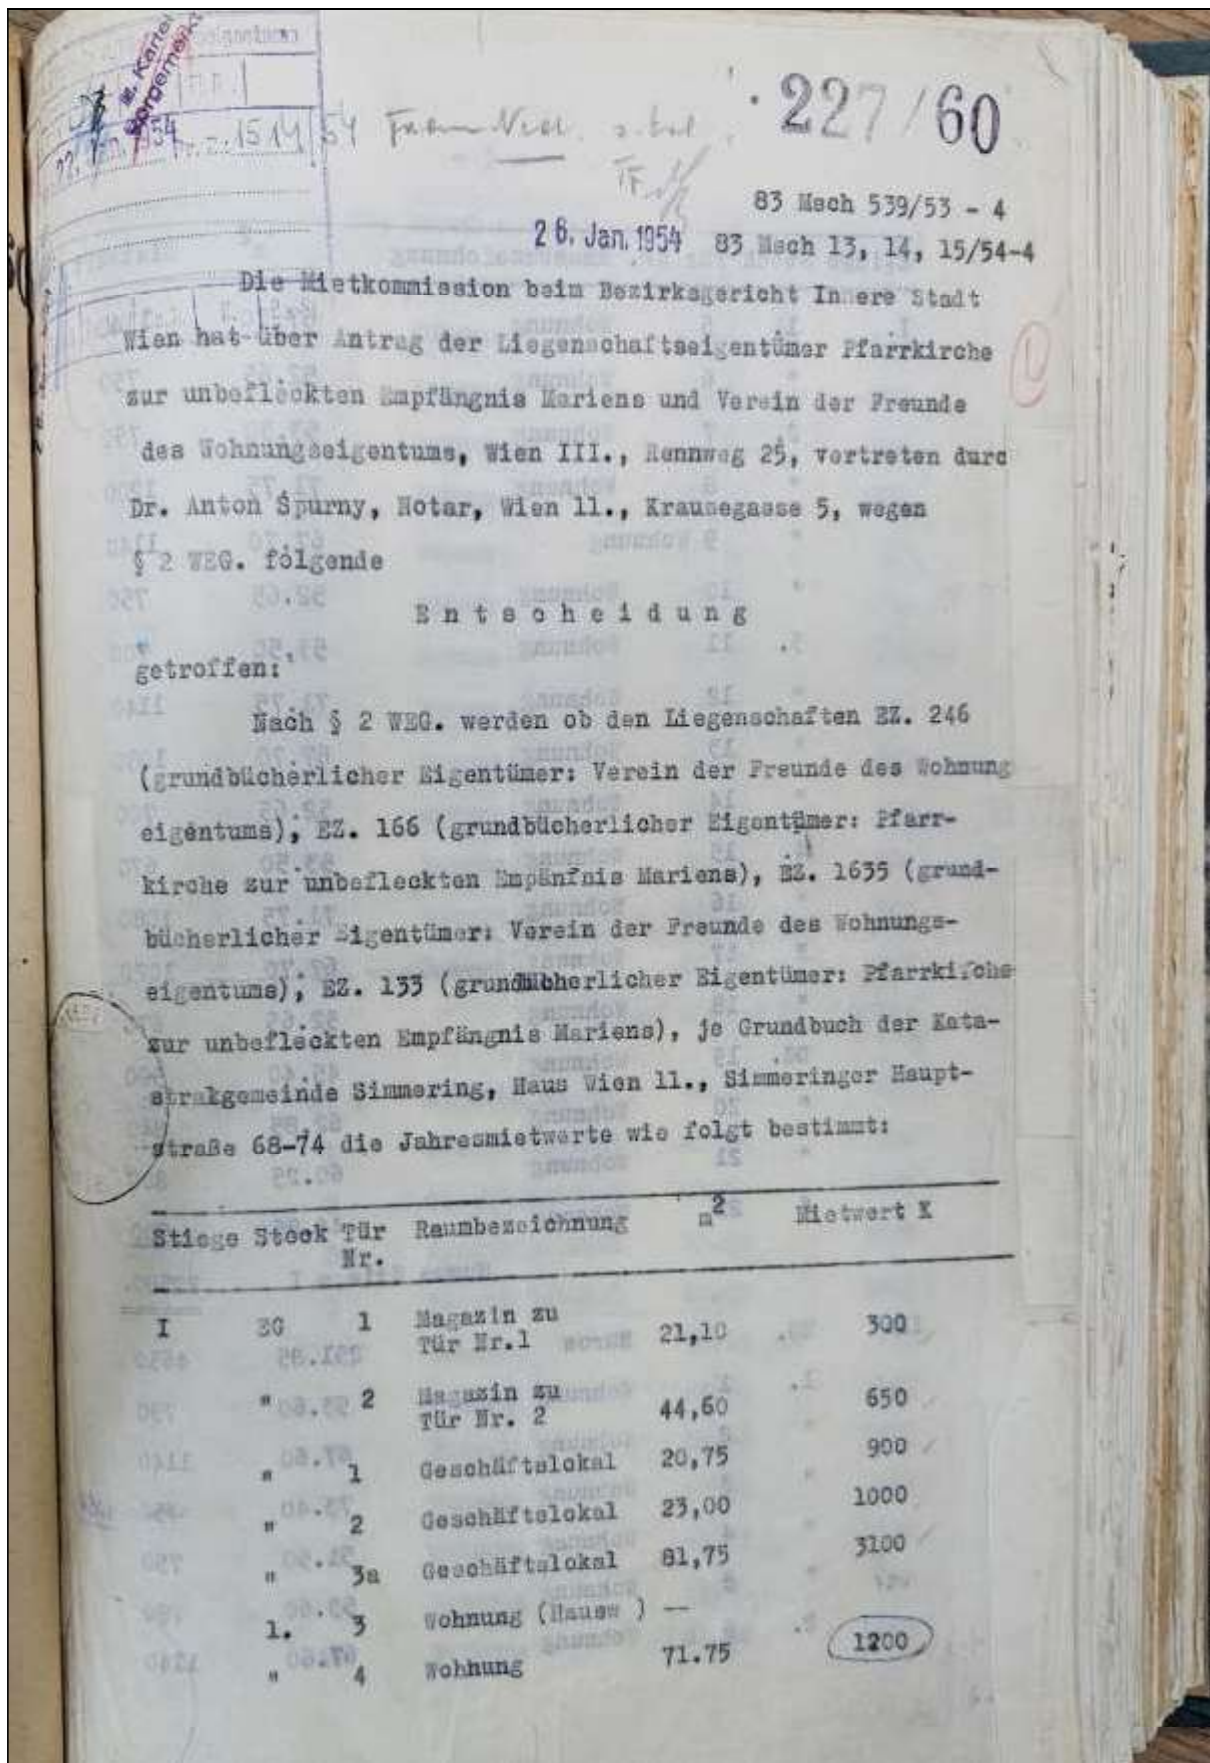 227/60
1514 54
83 Msch 539/53 - 4
26. Jan. 1954 83 Msch 13, 14, 15/54-4
Die Mietkommission beim Bezirksgericht Innere Stadt
Wien hat über Antrag der Liegenschaftseigentümer Pfarrkirche
zur unbefleckten Empfängnis Mariens und Verein der Freunde
des Wohnungseigentums, Wien III., Rennweg 25, vertreten durc
Dr. Anton Spurny, Notar, Wien 11., Krausegasse 5, wegen
§ 2 WEG. folgende
Entscheidung
getroffen:
Nach § 2 WEG. werden ob den Liegenschaften EZ. 246
(grundbücherlicher Eigentümer: Verein der Freunde des Wohnung
eigentums), EZ. 166 (grundbücherlicher Eigentümer: Pfarr-
kirche zur unbefleckten Empänfnis Mariens), EZ. 1635 (grund-
bücherlicher Eigentümer: Verein der Freunde des Wohnungs-
eigentums), EZ. 133 (grundbücherlicher Eigentümer: Pfarrkirche
zur unbefleckten Empfängnis Mariens), je Grundbuch der Kata-
strakgemeinde Simmering, Haus Wien 11., Simmeringer Haupt-
straße 68-74 die Jahresmietwerte wie folgt bestimmt:
Stiege Stock Tür Nr. Raumbezeichnung m² Mietwert K
I EG 1 Magazin zu
Tür Nr.1 21,10 300
" 2 Magazin zu
Tür Nr. 2 44,60 650
" 1 Geschäftslokal 20,75 900
" 2 Geschäftslokal 23,00 1000
" 3a Geschäftslokal 81,75 3100
1. 3 Wohnung (Hausw ) --
" 4 Wohhung 71.75 1200